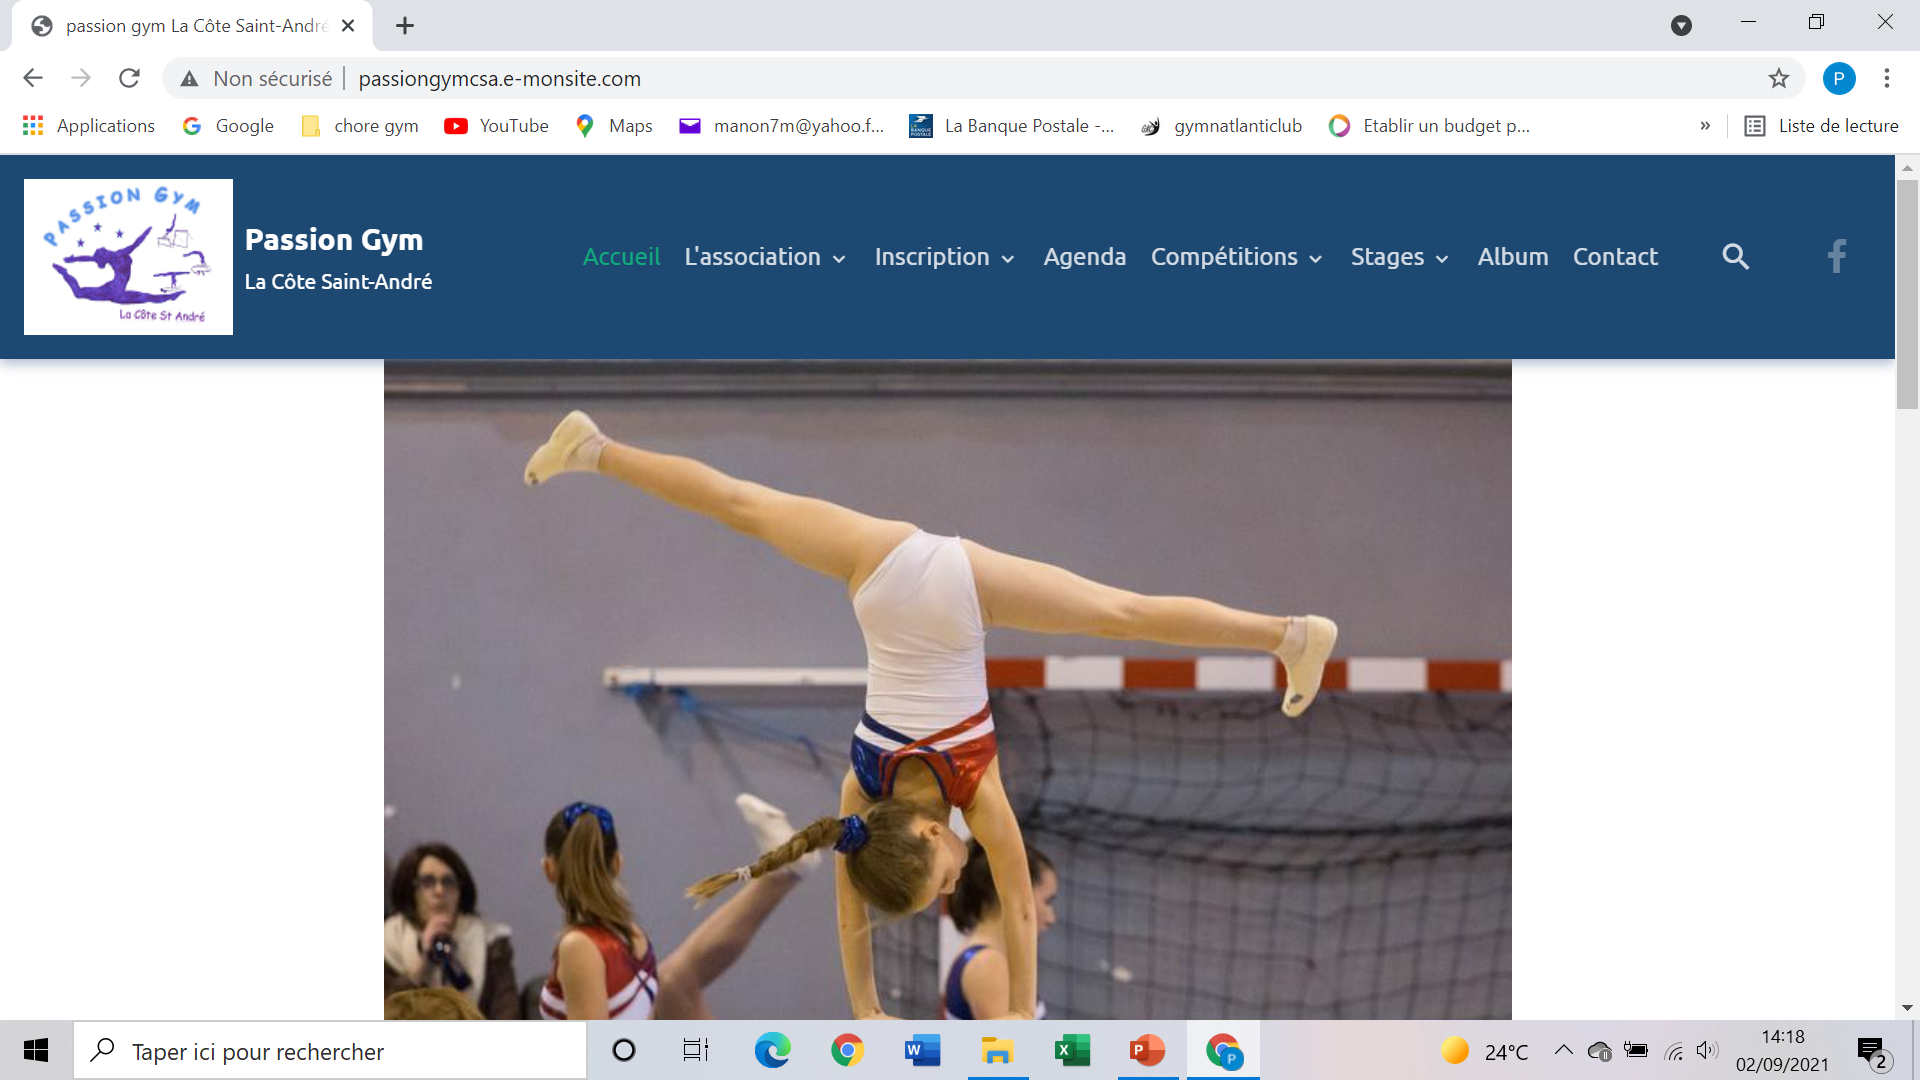 passion gym La Côte Saint-André
Non sécurisé
passiongymcsa.e-monsite.com
P
Applications
Google
chore gym
YouTube
Maps
manon7m@yahoo.f...
LA BANQUE POSTALE
La Banque Postale -...
gymnatlanticlub
Etablir un budget p...
»
Liste de lecture
PASSION GYM
La Côte St André
Passion Gym
La Côte Saint-André
Accueil
L'association
Inscription
Agenda
Compétitions
Stages
Album
Contact
Taper ici pour rechercher
W
X
P
P
24°C
14:18
02/09/2021
2